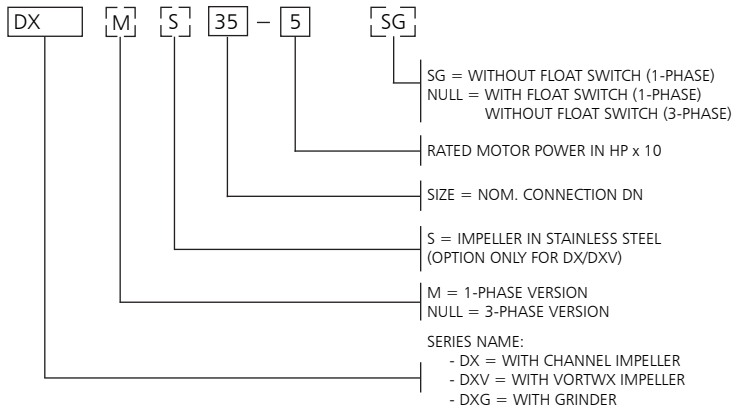 DX M S 35 – 5 SG
SG = WITHOUT FLOAT SWITCH (1-PHASE)
NULL = WITH FLOAT SWITCH (1-PHASE)
WITHOUT FLOAT SWITCH (3-PHASE)
RATED MOTOR POWER IN HP x 10
SIZE = NOM. CONNECTION DN
S = IMPELLER IN STAINLESS STEEL
(OPTION ONLY FOR DX/DXV)
M = 1-PHASE VERSION
NULL = 3-PHASE VERSION
SERIES NAME:
- DX = WITH CHANNEL IMPELLER
- DXV = WITH VORTWX IMPELLER
- DXG = WITH GRINDER